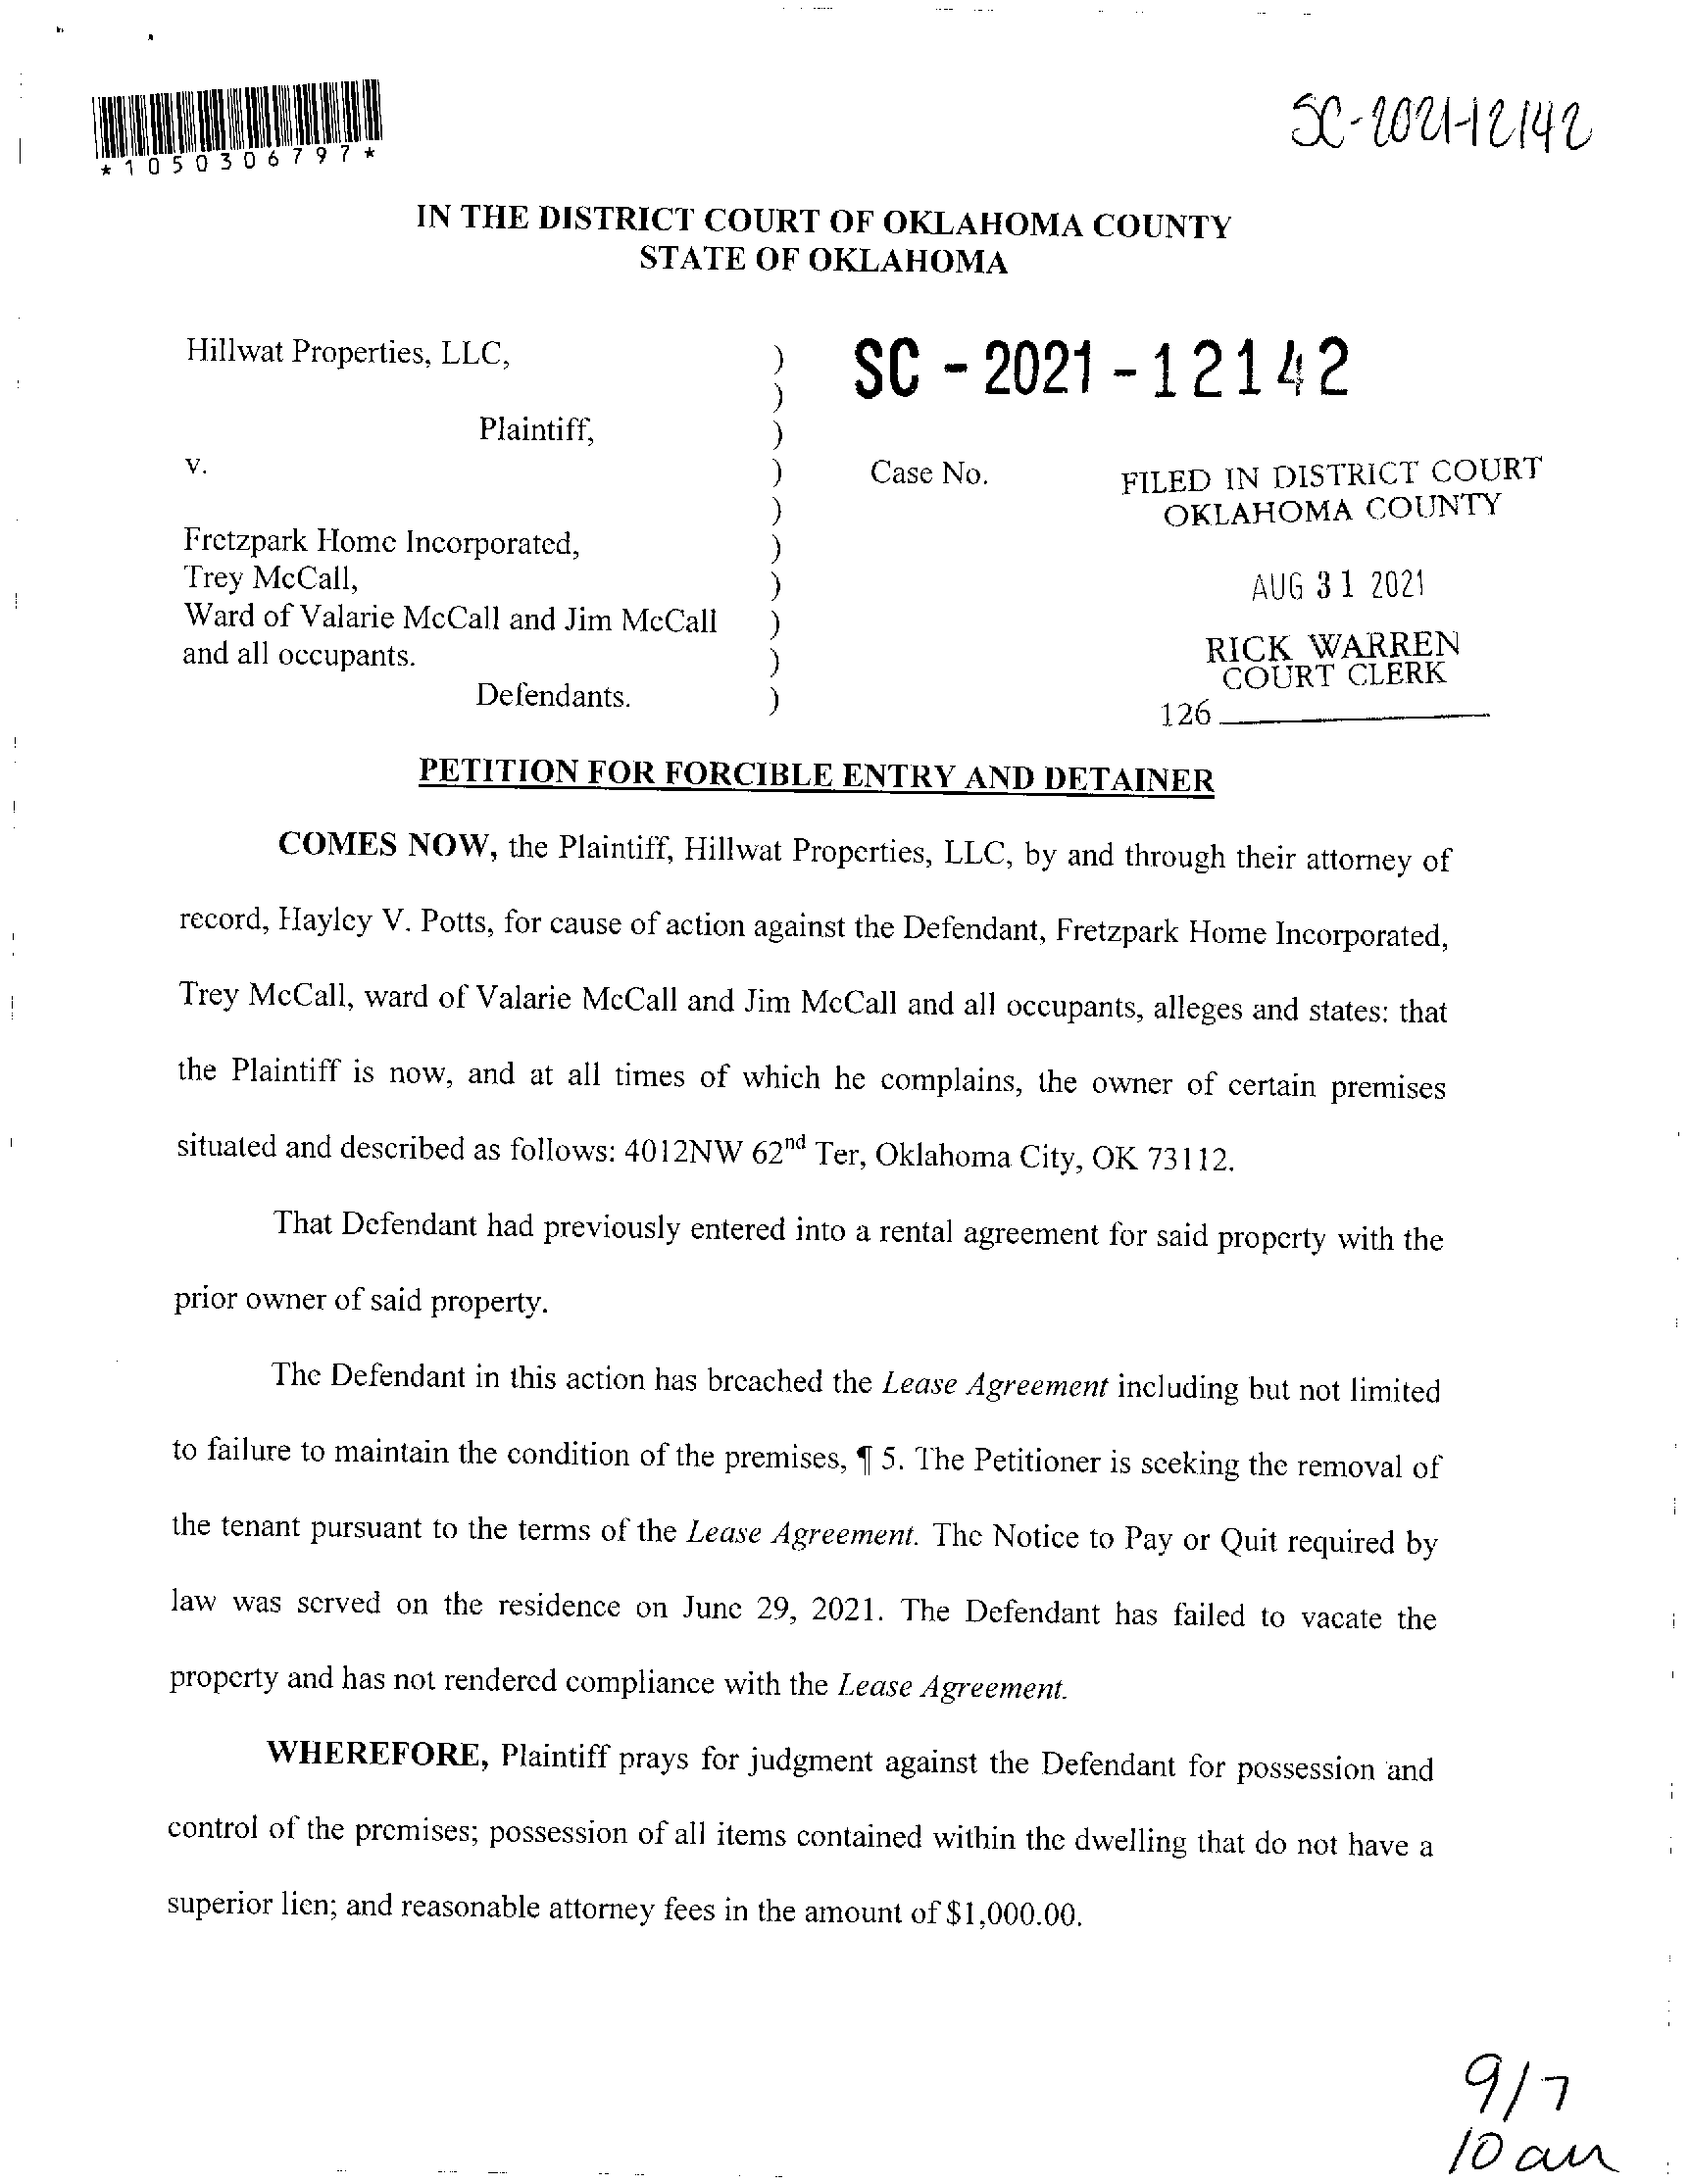 SC-2021-12142
*1050306797*
IN THE DISTRICT COURT OF OKLAHOMA COUNTY
STATE OF OKLAHOMA
Hillwat Properties, LLC, )
SC - 2021 - 12142
)
Plaintiff, )
v. ) Case No.
FILED IN DISTRICT COURT
OKLAHOMA COUNTY
)
Fretzpark Home Incorporated, )
Trey McCall, )
AUG 31 2021
Ward of Valarie McCall and Jim McCall )
and all occupants. )
RICK WARREN
COURT CLERK
Defendants. )
126
PETITION FOR FORCIBLE ENTRY AND DETAINER
COMES NOW, the Plaintiff, Hillwat Properties, LLC, by and through their attorney of
record, Hayley V. Potts, for cause of action against the Defendant, Fretzpark Home Incorporated,
Trey McCall, ward of Valarie McCall and Jim McCall and all occupants, alleges and states: that
the Plaintiff is now, and at all times of which he complains, the owner of certain premises
situated and described as follows: 4012NW 62nd Ter, Oklahoma City, OK 73112.
That Defendant had previously entered into a rental agreement for said property with the
prior owner of said property.
The Defendant in this action has breached the Lease Agreement including but not limited
to failure to maintain the condition of the premises, ¶ 5. The Petitioner is seeking the removal of
the tenant pursuant to the terms of the Lease Agreement. The Notice to Pay or Quit required by
law was served on the residence on June 29, 2021. The Defendant has failed to vacate the
property and has not rendered compliance with the Lease Agreement.
WHEREFORE, Plaintiff prays for judgment against the Defendant for possession and
control of the premises; possession of all items contained within the dwelling that do not have a
superior lien; and reasonable attorney fees in the amount of $1,000.00.
9/7
10 am